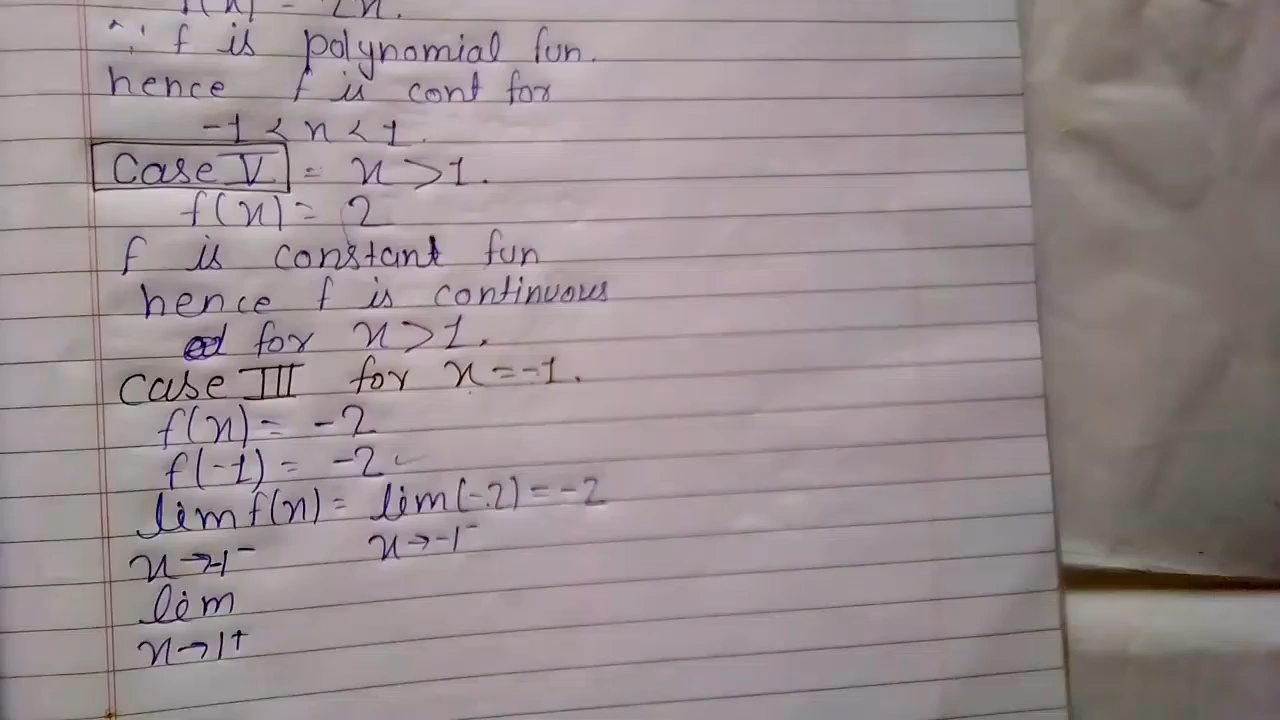 f(x) = 2x.
∵ f is polynomial fun.
hence f is cont for
-1 < x < 1.
Case V = x > 1.
f(x) = 2
f is constant fun
hence f is continuous
for x > 1.
Case III for x = -1.
f(x) = -2
f(-1) = -2
lim f(x) = lim (-2) = -2
x → -1⁻ x → -1⁻
lim
x → 1+